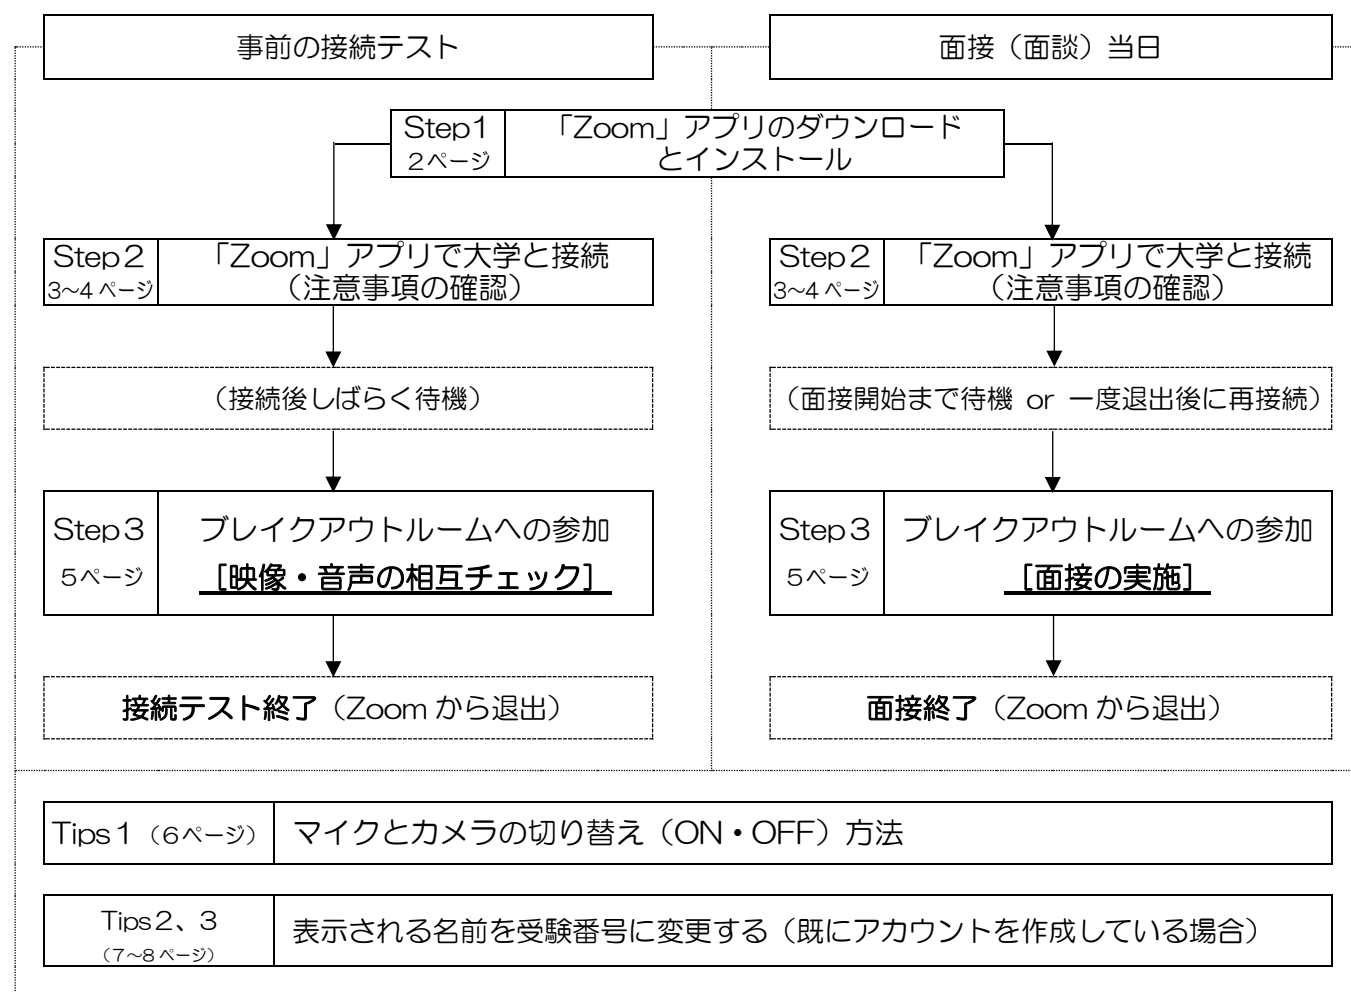 事前の接続テスト
面接（面談）当日
Step1
2ページ
「Zoom」アプリのダウンロード
とインストール
Step2
3～4ページ
「Zoom」アプリで大学と接続
（注意事項の確認）
（接続後しばらく待機）
Step3
5ページ
ブレイクアウトルームへの参加
［映像・音声の相互チェック］
接続テスト終了（Zoomから退出）
Step2
3～4ページ
「Zoom」アプリで大学と接続
（注意事項の確認）
（面接開始まで待機 or 一度退出後に再接続）
Step3
5ページ
ブレイクアウトルームへの参加
［面接の実施］
面接終了（Zoomから退出）
Tips1（6ページ）
マイクとカメラの切り替え（ON・OFF）方法
Tips2、3
（7～8ページ）
表示される名前を受験番号に変更する（既にアカウントを作成している場合）